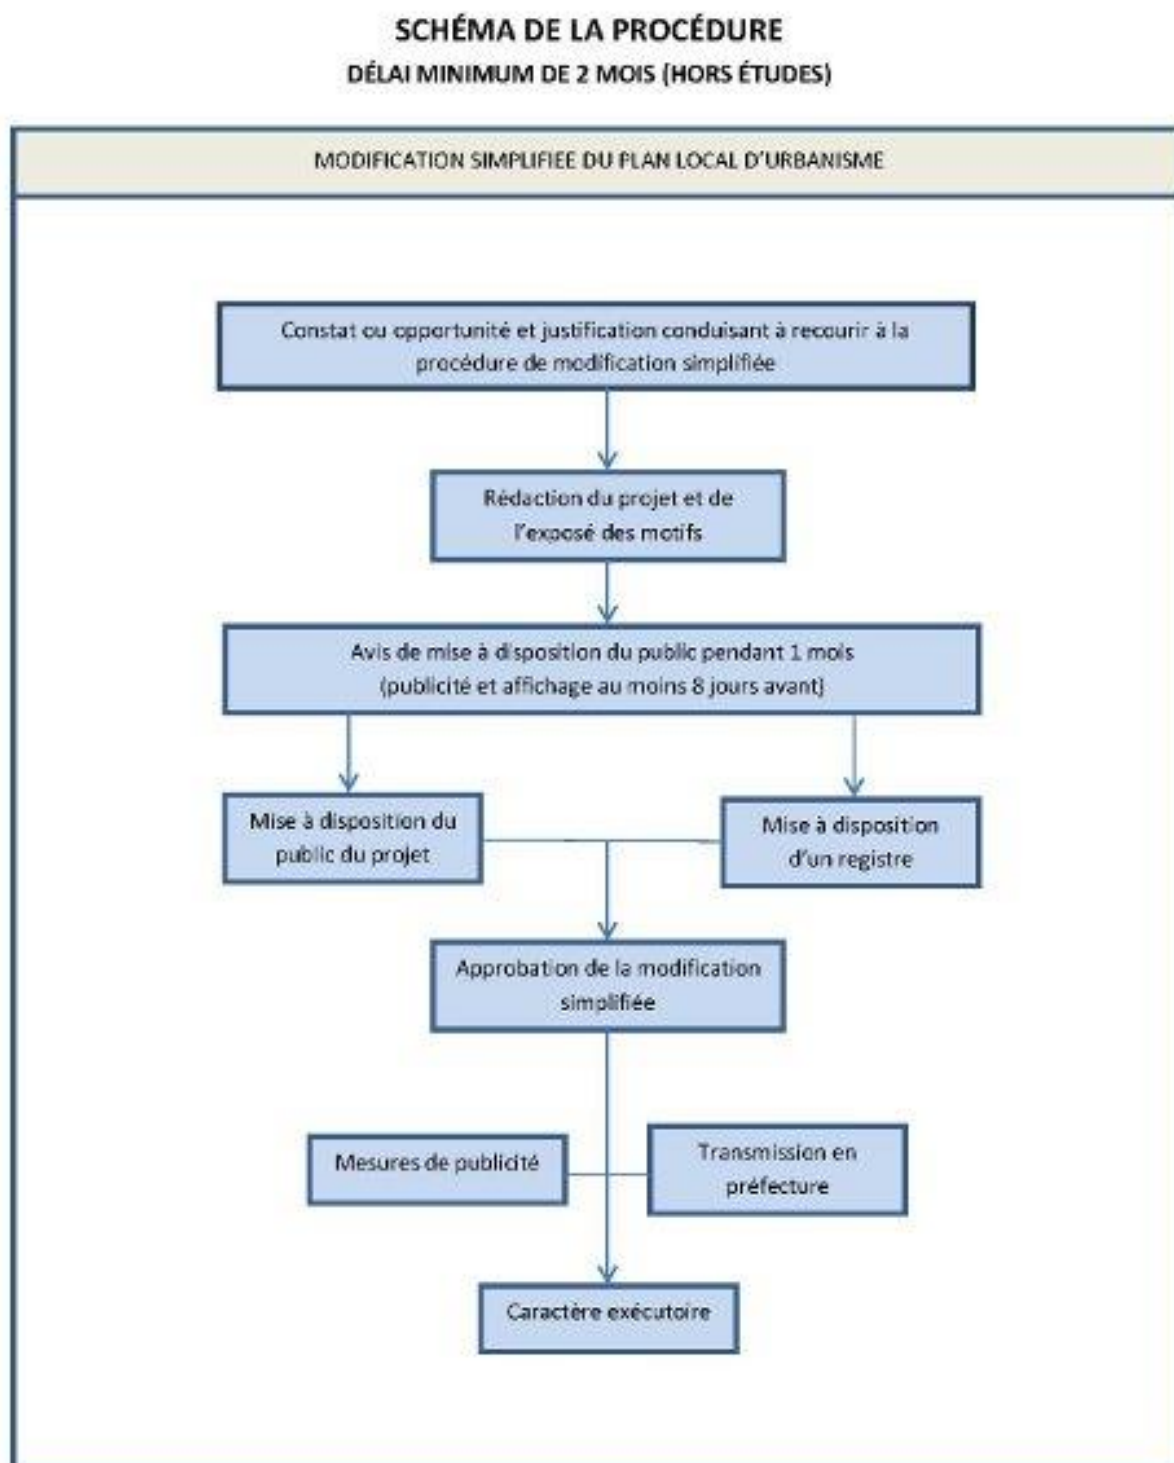 SCHÉMA DE LA PROCÉDURE
DÉLAI MINIMUM DE 2 MOIS (HORS ÉTUDES)
MODIFICATION SIMPLIFIEE DU PLAN LOCAL D'URBANISME
Constat ou opportunité et justification conduisant à recourir à la
procédure de modification simplifiée
Rédaction du projet et de
l'exposé des motifs
Avis de mise à disposition du public pendant 1 mois
(publicité et affichage au moins 8 jours avant)
Mise à disposition du
public du projet
Mise à disposition
d'un registre
Approbation de la modification
simplifiée
Mesures de publicité
Transmission en
préfecture
Caractère exécutoire